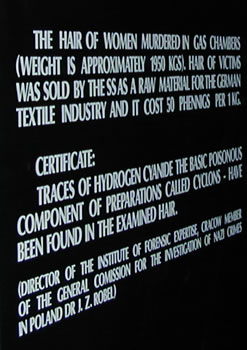 THE HAIR OF WOMEN MURDERED IN GAS CHAMBERS
(WEIGHT IS APPROXIMATELY 1950 KGS). HAIR OF VICTIMS
WAS SOLD BY THE SS AS A RAW MATERIAL FOR THE GERMAN
TEXTILE INDUSTRY AND IT COST 50 PHENNIGS PER 1 KG.
CERTIFICATE:
TRACES OF HYDROGEN CYANIDE THE BASIC POISONOUS
COMPONENT OF PREPARATIONS CALLED CYCLONS - HAVE
BEEN FOUND IN THE EXAMINED HAIR.
(DIRECTOR OF THE INSTITUTE OF FORENSIC EXPERTISE, CRACOW MEMBER
OF THE GENERAL COMISSION FOR THE INVESTIGATION OF NAZI CRIMES
IN POLAND DR J. Z. ROBEL)